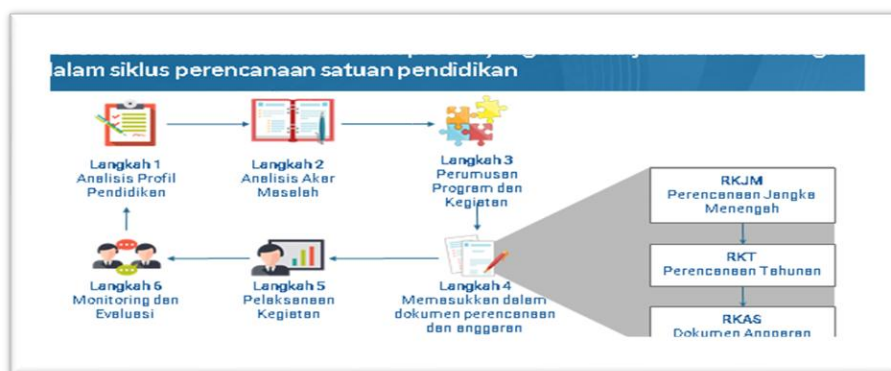 dalam siklus perencanaan satuan pendidikan
Langkah 1
Analisis Profil
Pendidikan
Langkah 2
Analisis Akar
Masalah
Langkah 3
Perumusan
Program dan
Kegiatan
Langkah 4
Memasukkan dalam
dokumen perencanaan
dan anggaran
Langkah 5
Pelaksanaan
Kegiatan
Langkah 6
Monitoring dan
Evaluasi
RKJM
Perencanaan Jangka
Menengah
RKT
Perencanaan Tahunan
RKAS
Dokumen Anggaran